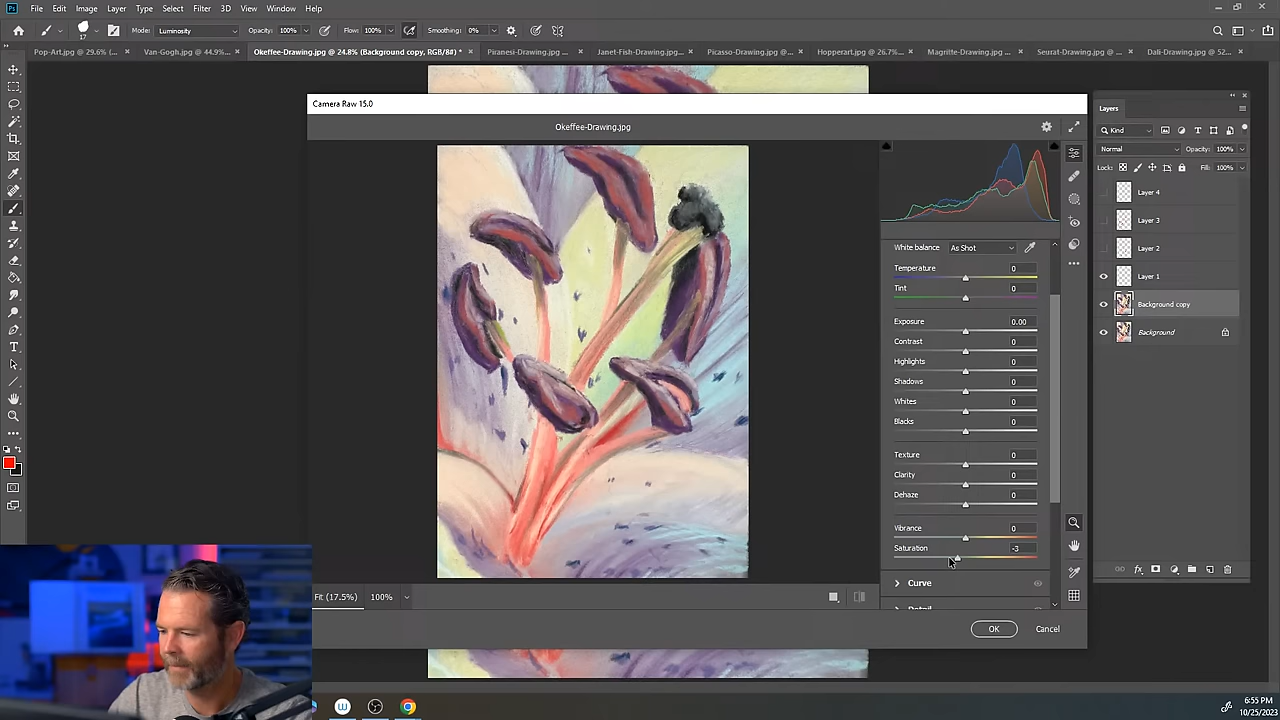 Ps File Edit Image Layer Type Select Filter 3D View Window Help
17 Mode: Luminosity Opacity: 100% Flow: 100% Smoothing: 0%
Pop-Art.jpg @ 29.6% (... × Van-Gogh.jpg @ 44.9%... × Okeffee-Drawing.jpg @ 24.8% (Background copy, RGB/8#) * × Piranesi-Drawing.jpg ... × Janet-Fish-Drawing.jpg... × Picasso-Drawing.jpg ... × Hopperart.jpg @ 26.7%... × Magritte-Drawing.jpg ... × Seurat-Drawing.jpg @ ... × Dali-Drawing.jpg @ 52... ×
Camera Raw 15.0
Okeffee-Drawing.jpg
White balance As Shot
Temperature 0
Tint 0
Exposure 0.00
Contrast 0
Highlights 0
Shadows 0
Whites 0
Blacks 0
Texture 0
Clarity 0
Dehaze 0
Vibrance 0
Saturation -3
Curve
Detail
Fit (17.5%) 100%
OK Cancel
Layers
Kind
Normal Opacity: 100%
Lock: Fill: 100%
Layer 4
Layer 3
Layer 2
Layer 1
Background copy
Background
fx
6:55 PM
10/25/2023